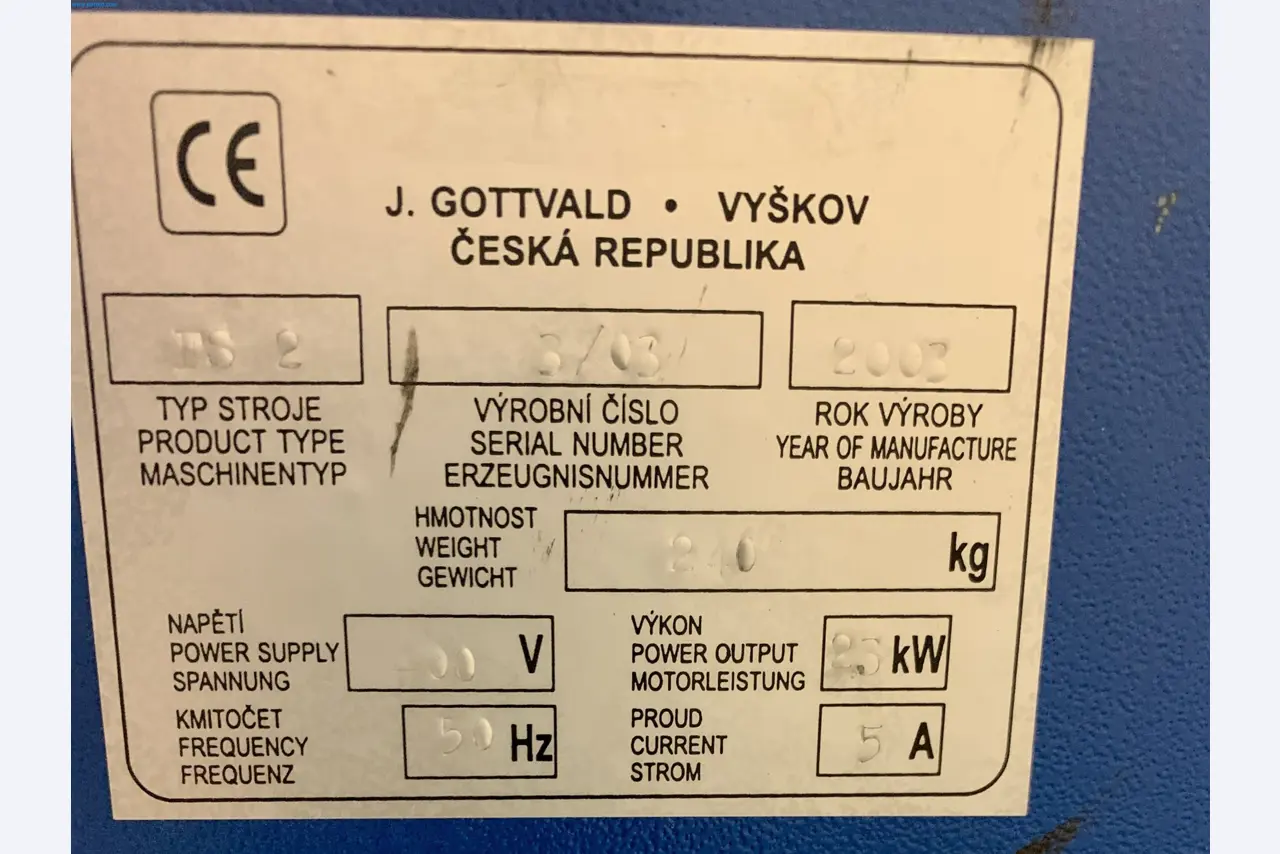 CE
J. GOTTVALD • VYŠKOV
ČESKÁ REPUBLIKA
2
3/03
2003
TYP STROJE
PRODUCT TYPE
MASCHINENTYP
VÝROBNÍ ČÍSLO
SERIAL NUMBER
ERZEUGNISNUMMER
ROK VÝROBY
YEAR OF MANUFACTURE
BAUJAHR
HMOTNOST
WEIGHT
GEWICHT
kg
NAPĚTÍ
POWER SUPPLY
SPANNUNG
V
VÝKON
POWER OUTPUT
MOTORLEISTUNG
kW
KMITOČET
FREQUENCY
FREQUENZ
50 Hz
PROUD
CURRENT
STROM
5 A